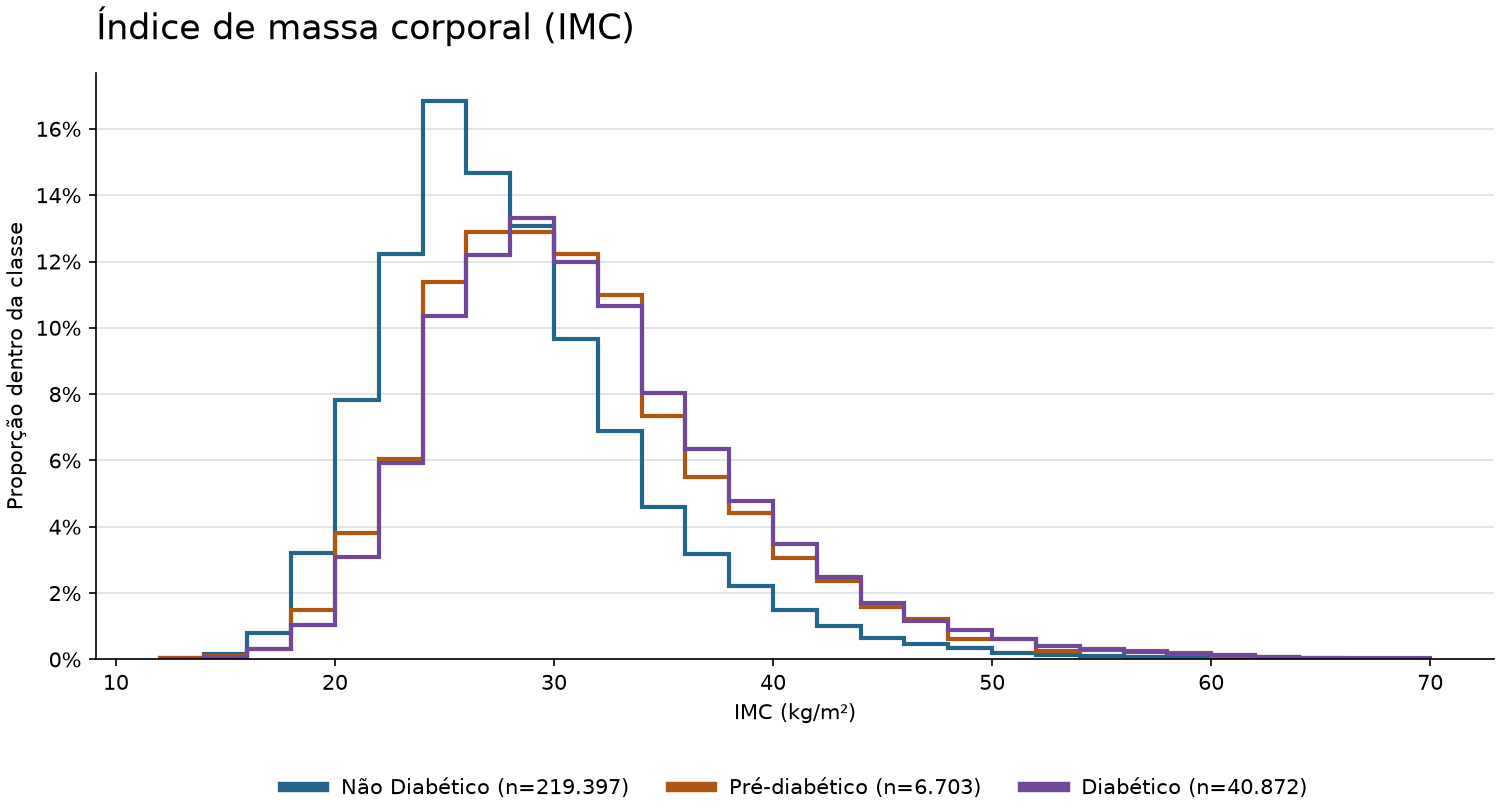 Índice de massa corporal (IMC)
Proporção dentro da classe
16%
14%
12%
10%
8%
6%
4%
2%
0%
10 20 30 40 50 60 70
IMC (kg/m²)
Não Diabético (n=219.397) Pré-diabético (n=6.703) Diabético (n=40.872)